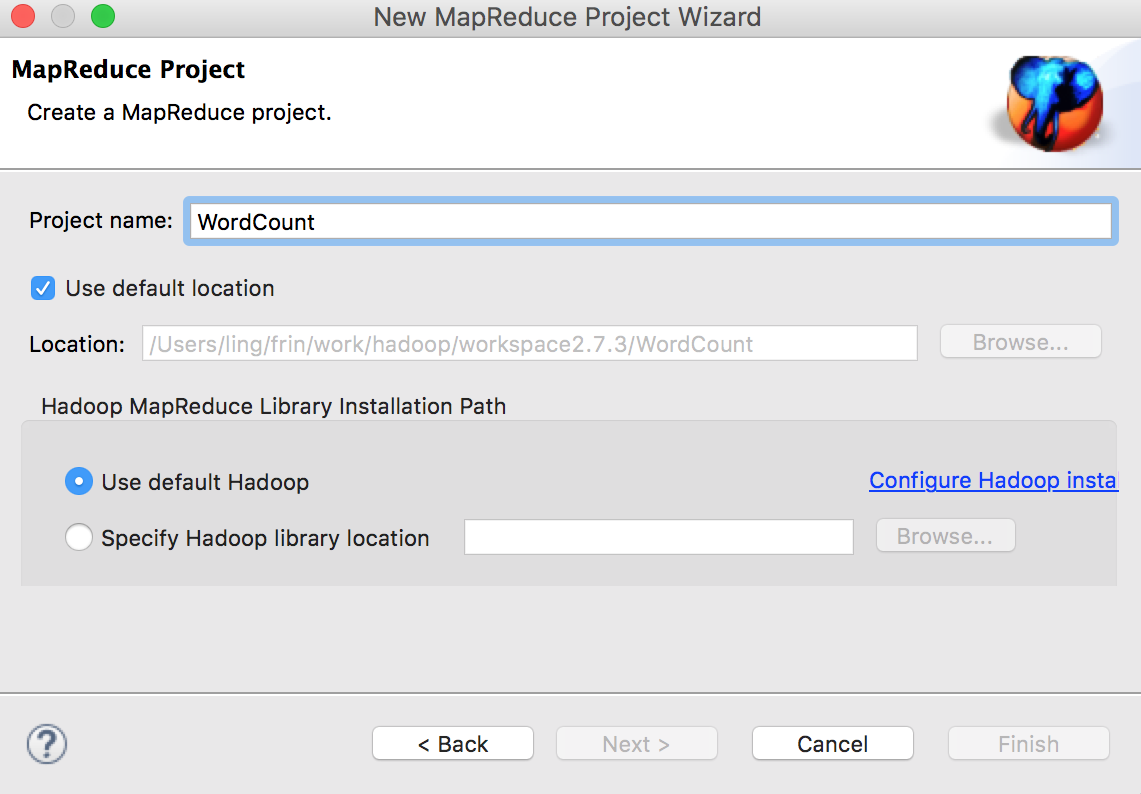 New MapReduce Project Wizard
MapReduce Project
Create a MapReduce project.
Project name: WordCount
Use default location
Location: /Users/ling/frin/work/hadoop/workspace2.7.3/WordCount Browse...
Hadoop MapReduce Library Installation Path
Use default Hadoop Configure Hadoop instal
Specify Hadoop library location Browse...
? < Back Next > Cancel Finish